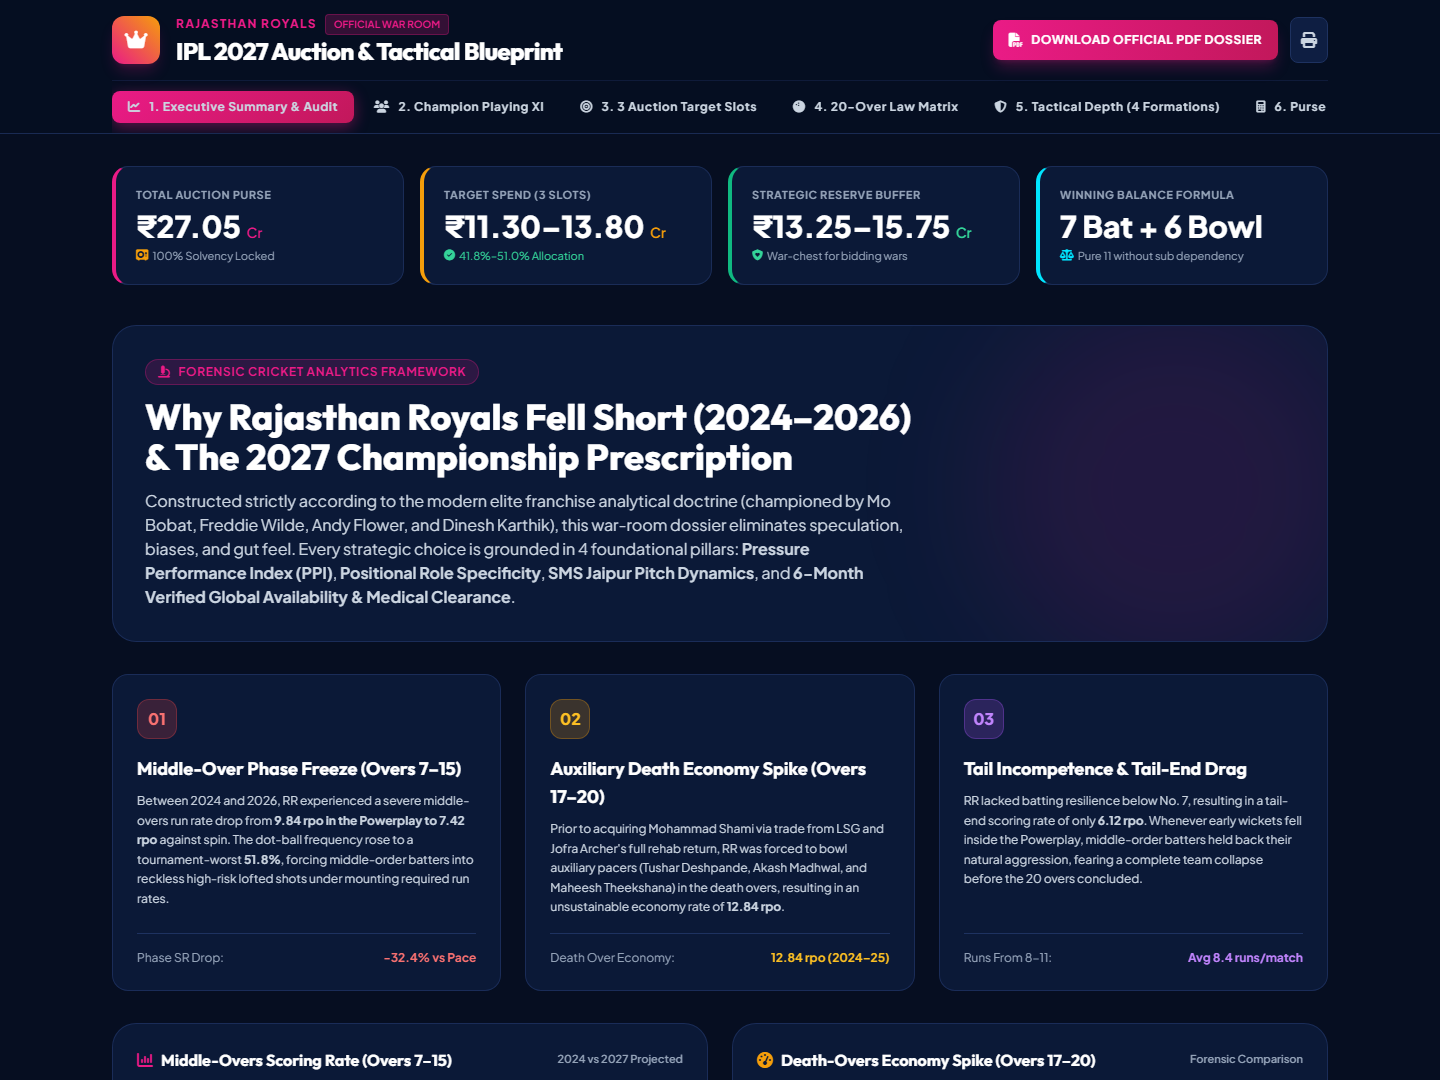 RAJASTHAN ROYALS OFFICIAL WAR ROOM
IPL 2027 Auction & Tactical Blueprint
DOWNLOAD OFFICIAL PDF DOSSIER
1. Executive Summary & Audit
2. Champion Playing XI
3. 3 Auction Target Slots
4. 20-Over Law Matrix
5. Tactical Depth (4 Formations)
6. Purse
TOTAL AUCTION PURSE
₹27.05 Cr
100% Solvency Locked
TARGET SPEND (3 SLOTS)
₹11.30–13.80 Cr
41.8%-51.0% Allocation
STRATEGIC RESERVE BUFFER
₹13.25–15.75 Cr
War-chest for bidding wars
WINNING BALANCE FORMULA
7 Bat + 6 Bowl
Pure 11 without sub dependency
FORENSIC CRICKET ANALYTICS FRAMEWORK
Why Rajasthan Royals Fell Short (2024–2026)
& The 2027 Championship Prescription
Constructed strictly according to the modern elite franchise analytical doctrine (championed by Mo
Bobat, Freddie Wilde, Andy Flower, and Dinesh Karthik), this war-room dossier eliminates speculation,
biases, and gut feel. Every strategic choice is grounded in 4 foundational pillars: Pressure
Performance Index (PPI), Positional Role Specificity, SMS Jaipur Pitch Dynamics, and 6-Month
Verified Global Availability & Medical Clearance.
01
Middle-Over Phase Freeze (Overs 7–15)
Between 2024 and 2026, RR experienced a severe middle-
overs run rate drop from 9.84 rpo in the Powerplay to 7.42
rpo against spin. The dot-ball frequency rose to a
tournament-worst 51.8%, forcing middle-order batters into
reckless high-risk lofted shots under mounting required run
rates.
Phase SR Drop:
-32.4% vs Pace
02
Auxiliary Death Economy Spike (Overs
17–20)
Prior to acquiring Mohammad Shami via trade from LSG and
Jofra Archer's full rehab return, RR was forced to bowl
auxiliary pacers (Tushar Deshpande, Akash Madhwal, and
Maheesh Theekshana) in the death overs, resulting in an
unsustainable economy rate of 12.84 rpo.
Death Over Economy:
12.84 rpo (2024–25)
03
Tail Incompetence & Tail-End Drag
RR lacked batting resilience below No. 7, resulting in a tail-
end scoring rate of only 6.12 rpo. Whenever early wickets fell
inside the Powerplay, middle-order batters held back their
natural aggression, fearing a complete team collapse
before the 20 overs concluded.
Runs From 8–11:
Avg 8.4 runs/match
Middle-Overs Scoring Rate (Overs 7–15)
2024 vs 2027 Projected
Death-Overs Economy Spike (Overs 17–20)
Forensic Comparison